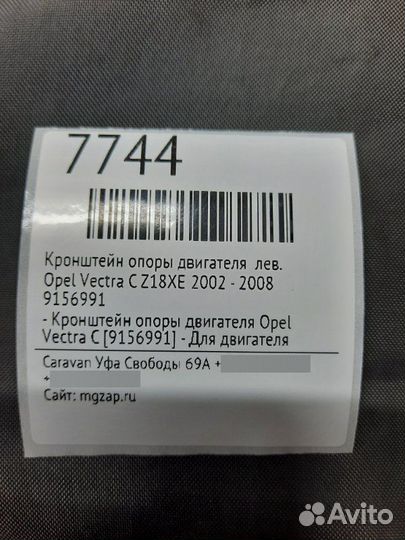 7744
Кронштейн опоры двигателя лев.
Opel Vectra C Z18XE 2002 - 2008
9156991
- Кронштейн опоры двигателя Opel
Vectra C [9156991] - Для двигателя
Caravan Уфа Свободы 69А +
+
Сайт: mgzap.ru
Avito